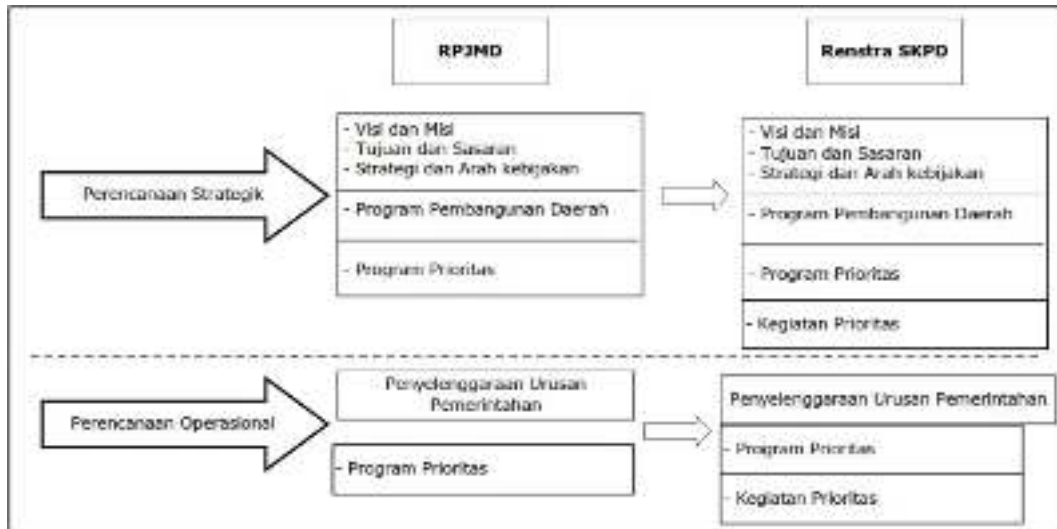 RPJMD
Renstra SKPD
Perencanaan Strategik
- Visi dan Misi
- Tujuan dan Sasaran
- Strategi dan Arah kebijakan
- Program Pembangunan Daerah
- Program Prioritas
- Visi dan Misi
- Tujuan dan Sasaran
- Strategi dan Arah kebijakan
- Program Pembangunan Daerah
- Program Prioritas
- Kegiatan Prioritas
Perencanaan Operasional
Penyelenggaraan Urusan
Pemerintahan
- Program Prioritas
Penyelenggaraan Urusan Pemerintahan
- Program Prioritas
- Kegiatan Prioritas